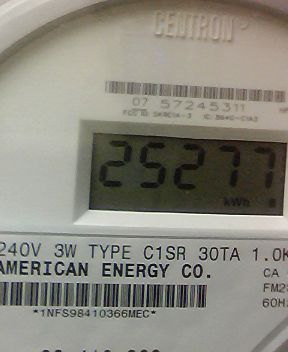 CENTRON
07 57245311
25277
kWh
240V 3W TYPE C1SR 30TA 1.0K
AMERICAN ENERGY CO.
CA
FM2S
60H
*1NFS98410366MEC*